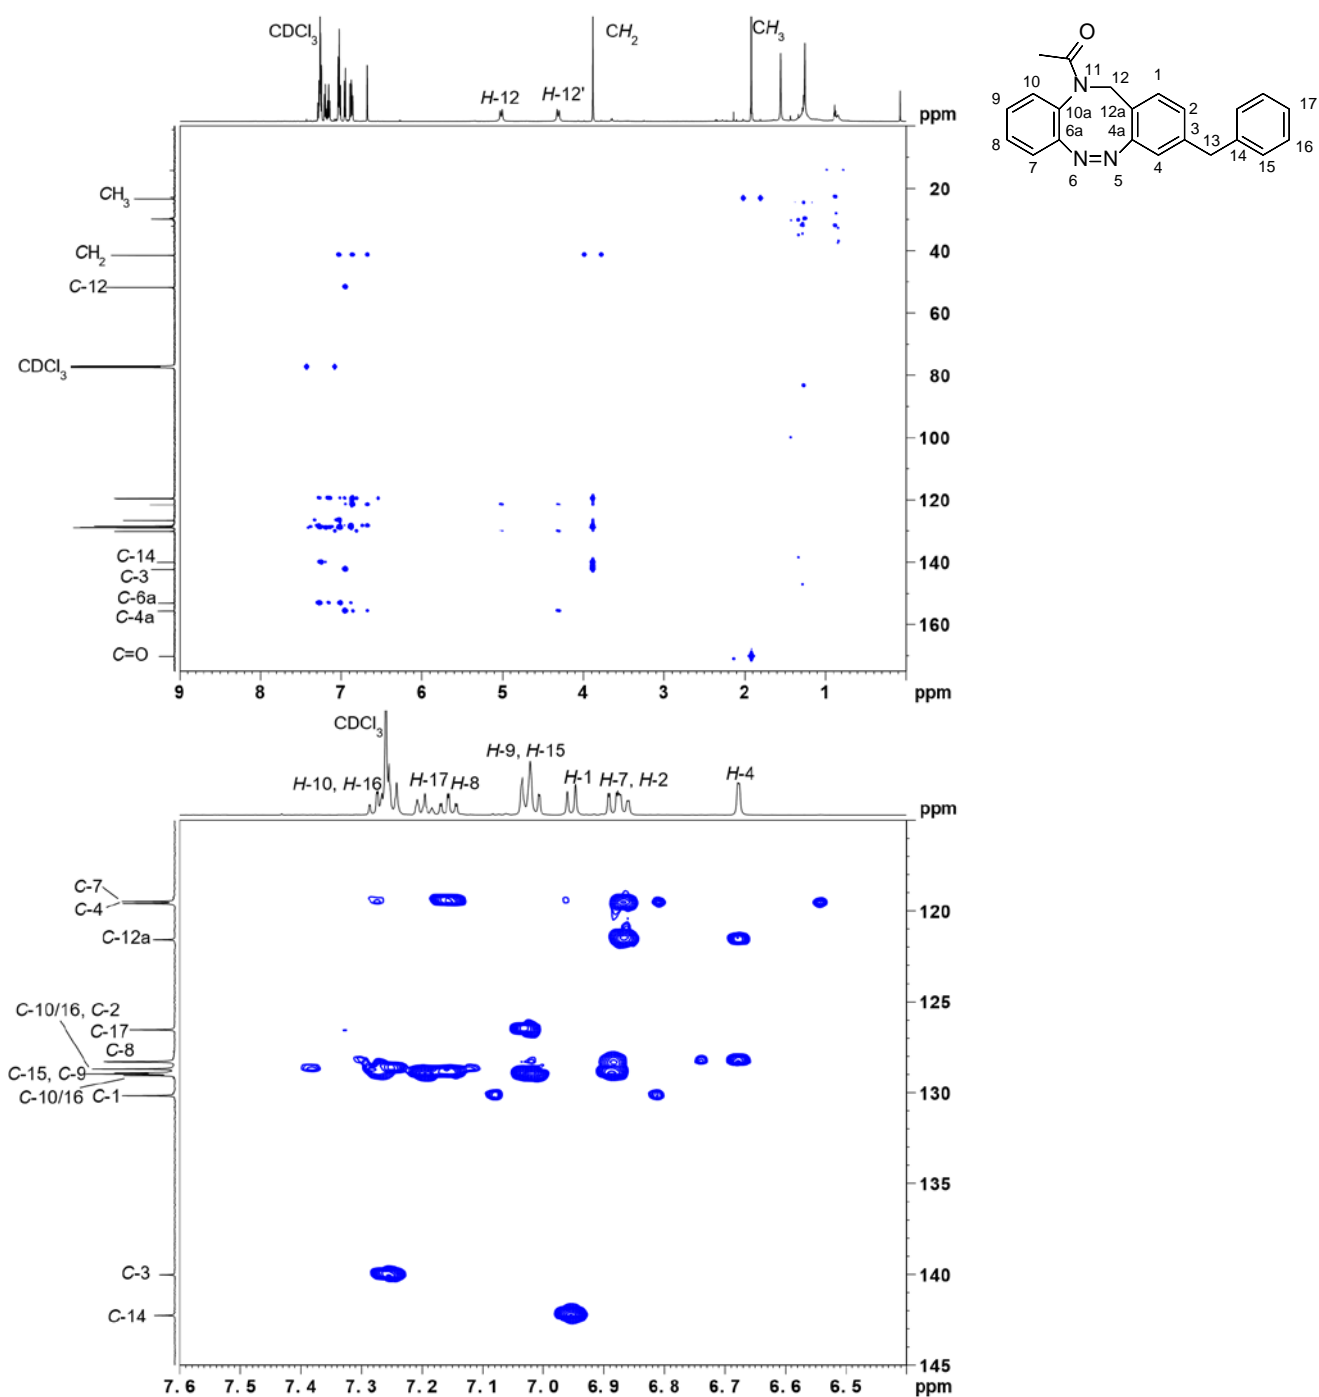 CDCl3
CH2
CH3
H-12
H-12'
ppm
CH3
CH2
C-12
CDCl3
C-14
C-3
C-6a
C-4a
C=O
20
40
60
80
100
120
140
160
9 8 7 6 5 4 3 2 1 ppm
O
N
11
12
1
10
9
8
7
10a
6a
12a
4a
2
3
4
13
14
15
16
17
N=N
6
5
CDCl3
H-10, H-16
H-17
H-8
H-9, H-15
H-1
H-7, H-2
H-4
ppm
C-7
C-4
C-12a
C-10/16, C-2
C-17
C-8
C-15, C-9
C-10/16 C-1
C-3
C-14
120
125
130
135
140
145
7.6 7.5 7.4 7.3 7.2 7.1 7.0 6.9 6.8 6.7 6.6 6.5 ppm